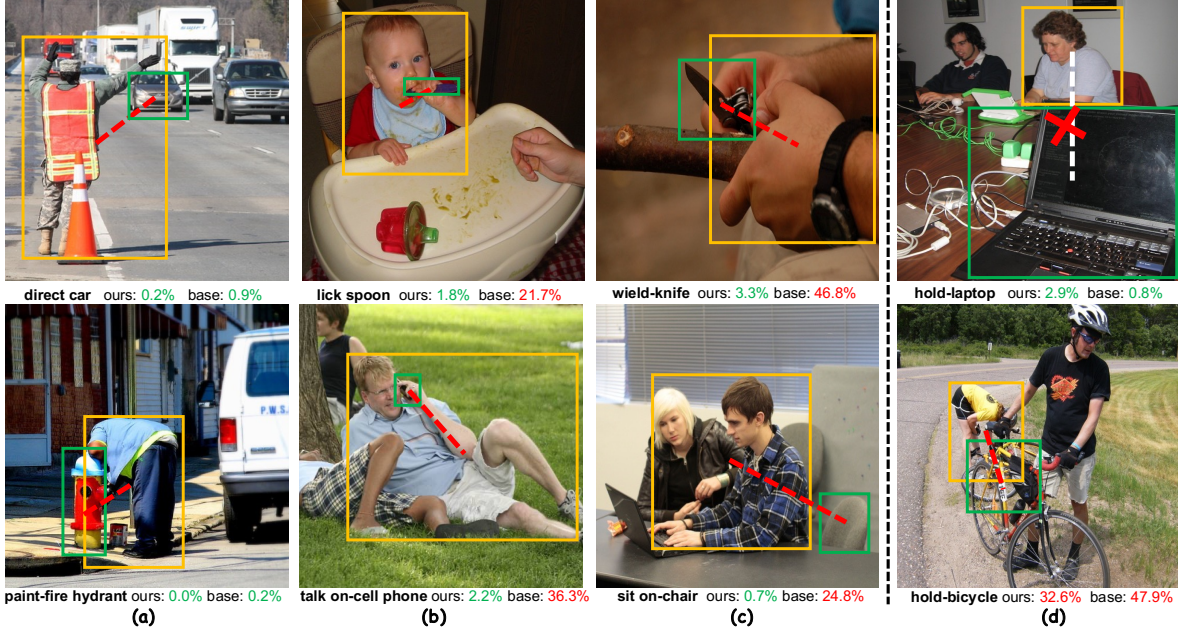 direct car ours: 0.2% base: 0.9%
lick spoon ours: 1.8% base: 21.7%
wield-knife ours: 3.3% base: 46.8%
hold-laptop ours: 2.9% base: 0.8%
P.W.S.
paint-fire hydrant ours: 0.0% base: 0.2%
talk on-cell phone ours: 2.2% base: 36.3%
sit on-chair ours: 0.7% base: 24.8%
hold-bicycle ours: 32.6% base: 47.9%
(a)
(b)
(c)
(d)